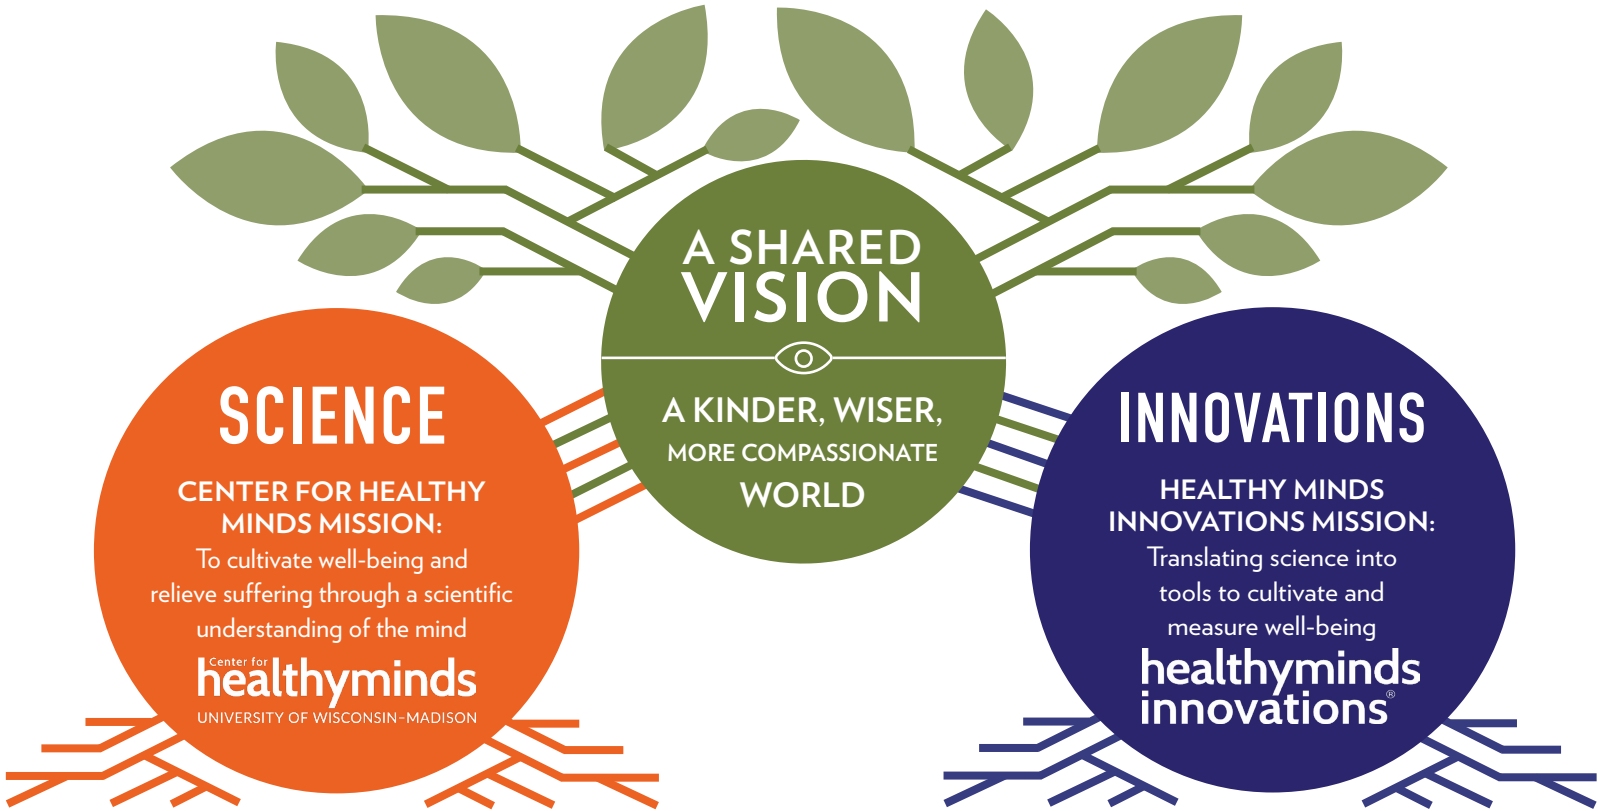 A SHARED
VISION
A KINDER, WISER,
MORE COMPASSIONATE
WORLD
SCIENCE
CENTER FOR HEALTHY
MINDS MISSION:
To cultivate well-being and
relieve suffering through a scientific
understanding of the mind
Center for
healthyminds
UNIVERSITY OF WISCONSIN–MADISON
INNOVATIONS
HEALTHY MINDS
INNOVATIONS MISSION:
Translating science into
tools to cultivate and
measure well-being
healthyminds
innovations®